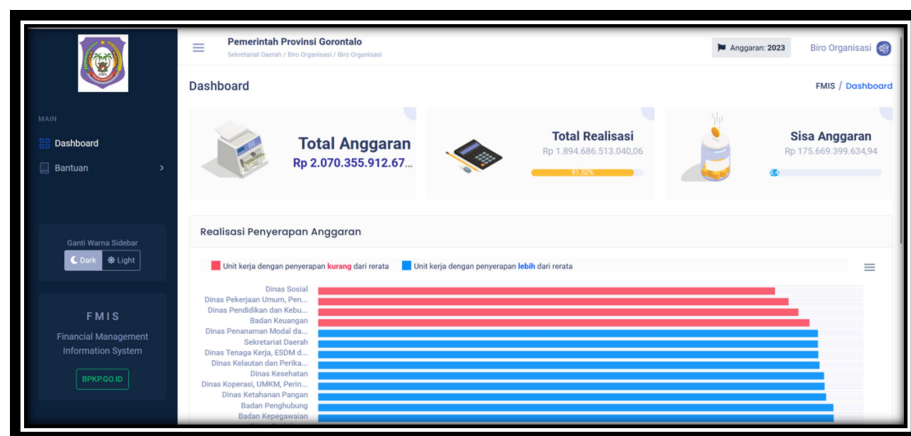 Pemerintah Provinsi Gorontalo
Sekretariat Daerah / Biro Organisasi / Biro Organisasi
Anggaran: 2023
Biro Organisasi
Dashboard
FMIS / Dashboard
MAIN
Dashboard
Bantuan
Total Anggaran
Rp 2.070.355.912.67...
Total Realisasi
Rp 1.894.686.513.040,06
91.52%
Sisa Anggaran
Rp 175.669.399.634,94
Realisasi Penyerapan Anggaran
Ganti Warna Sidebar
Dark
Light
Unit kerja dengan penyerapan kurang dari rerata
Unit kerja dengan penyerapan lebih dari rerata
FMIS
Financial Management
Information System
BPKP.GO.ID
Dinas Sosial
Dinas Pekerjaan Umum, Pen...
Dinas Pendidikan dan Kebu...
Badan Keuangan
Dinas Penanaman Modal da...
Sekretariat Daerah
Dinas Tenaga Kerja, ESDM d...
Dinas Kelautan dan Perika...
Dinas Kesehatan
Dinas Koperasi, UMKM, Perin...
Dinas Ketahanan Pangan
Badan Penghubung
Badan Kepegawaian